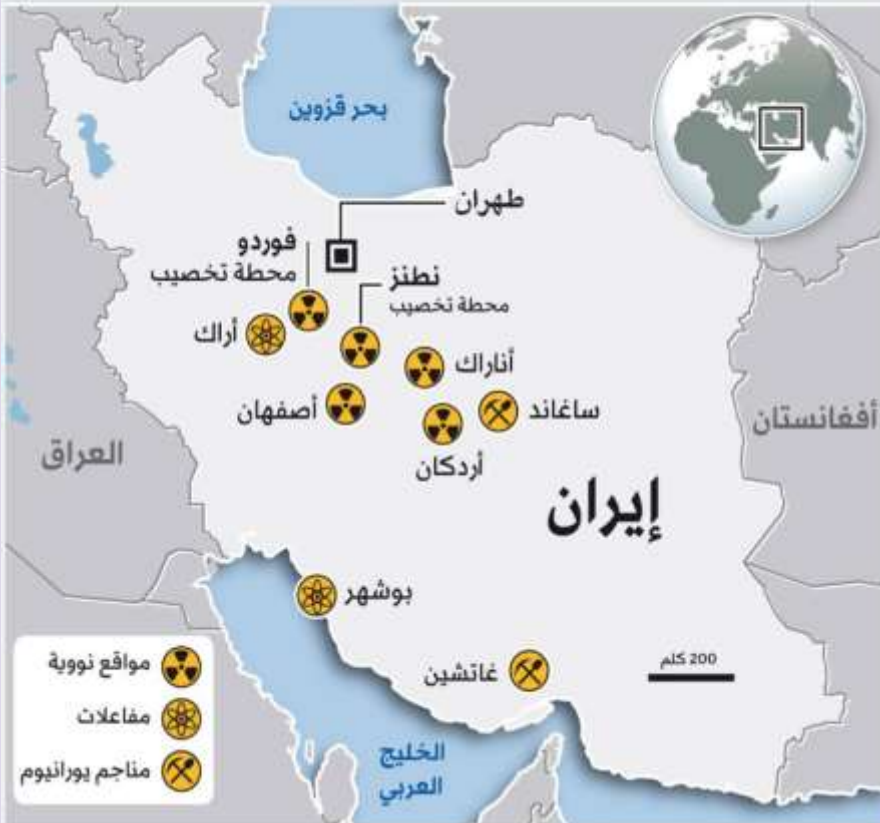 بحر قزوين
طهران
فوردو
محطة تخصيب
نطنز
محطة تخصيب
أراك
أناراك
أصفهان
ساغاند
أردكان
أفغانستان
العراق
إيران
بوشهر
غاتشين
200 كلم
مواقع نووية
مفاعلات
مناجم يورانيوم
الخليج
العربي